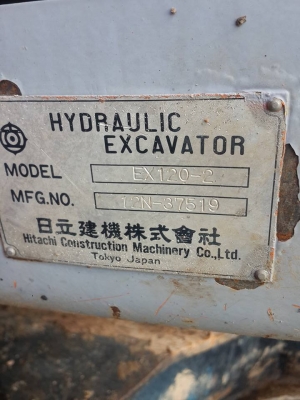 HYDRAULIC
EXCAVATOR
MODEL EX120-2
MFG.NO. 12N-37519
日立建機株式會社
Hitachi Construction Machinery Co.,Ltd.
Tokyo Japan